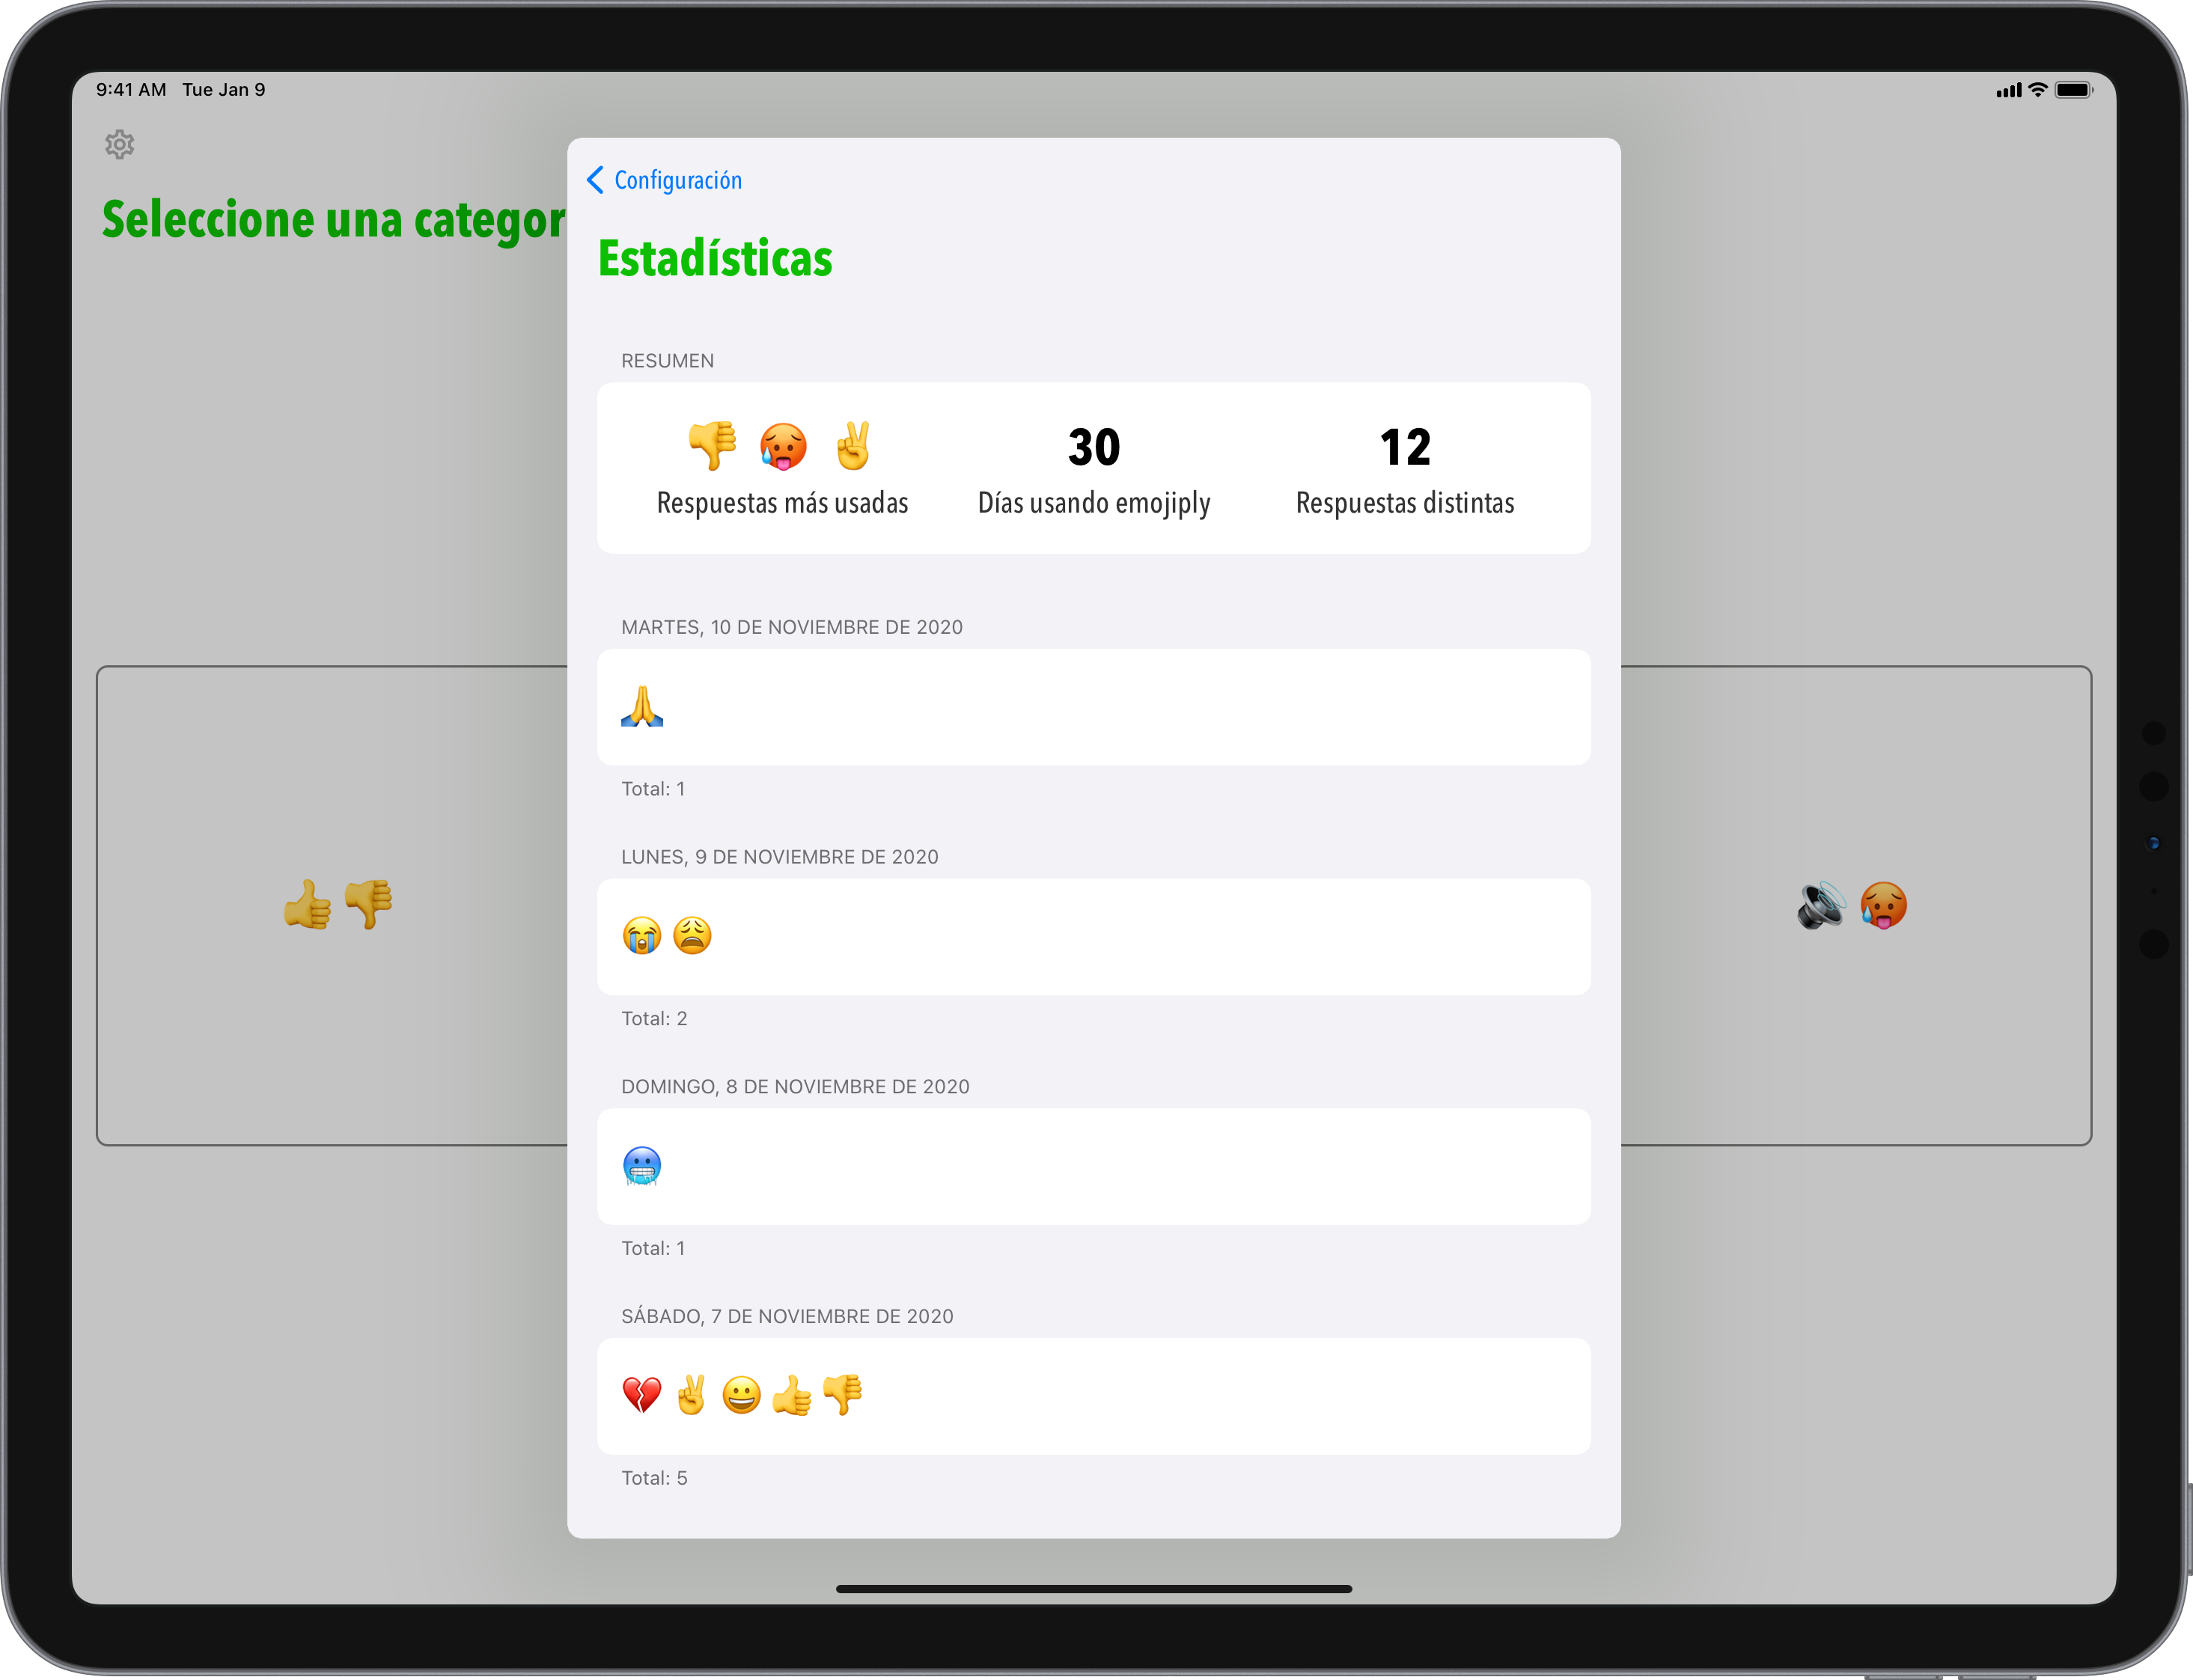 9:41 AM Tue Jan 9
Seleccione una categor
Configuración
Estadísticas
RESUMEN
👎 🥵 ✌️
30
12
Respuestas más usadas
Días usando emojiply
Respuestas distintas
MARTES, 10 DE NOVIEMBRE DE 2020
🙏
Total: 1
LUNES, 9 DE NOVIEMBRE DE 2020
😭 😩
Total: 2
DOMINGO, 8 DE NOVIEMBRE DE 2020
🥶
Total: 1
SÁBADO, 7 DE NOVIEMBRE DE 2020
💔 ✌️ 😀 👍 👎
Total: 5
👍 👎
🔊 🥵